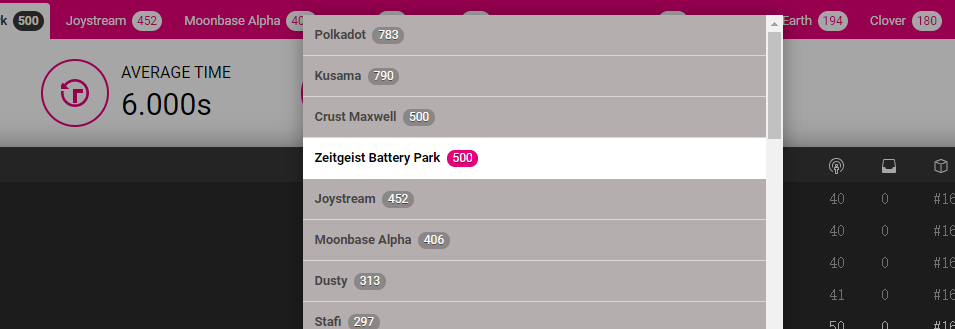 k 500 Joystream 452 Moonbase Alpha 40 Earth 194 Clover 180
AVERAGE TIME
6.000s
Polkadot 783
Kusama 790
Crust Maxwell 500
Zeitgeist Battery Park 500
Joystream 452
Moonbase Alpha 406
Dusty 313
Stafi 297
40 0 #16
40 0 #16
40 0 #16
41 0 #16
50 0 #16